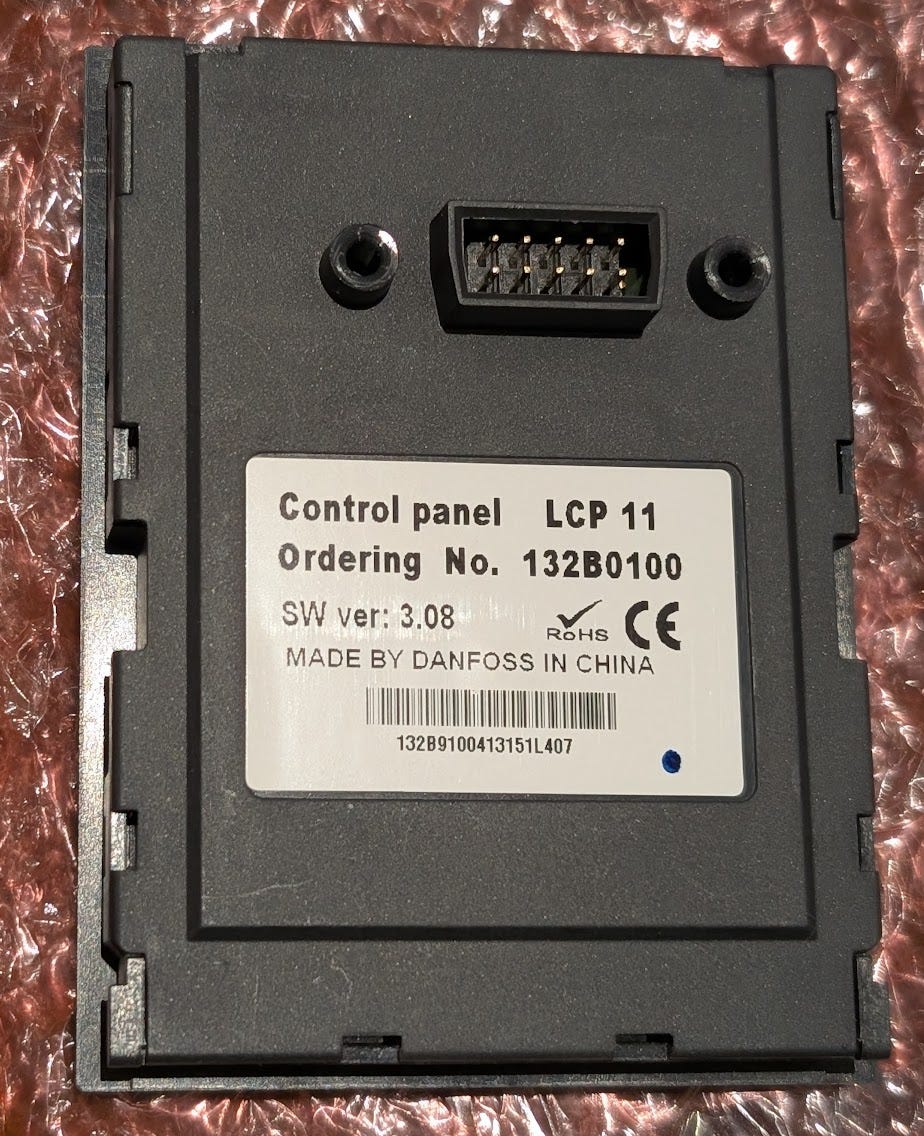 Control panel LCP 11
Ordering No. 132B0100
SW ver: 3.08 RoHS CE
MADE BY DANFOSS IN CHINA
132B9100413151L407